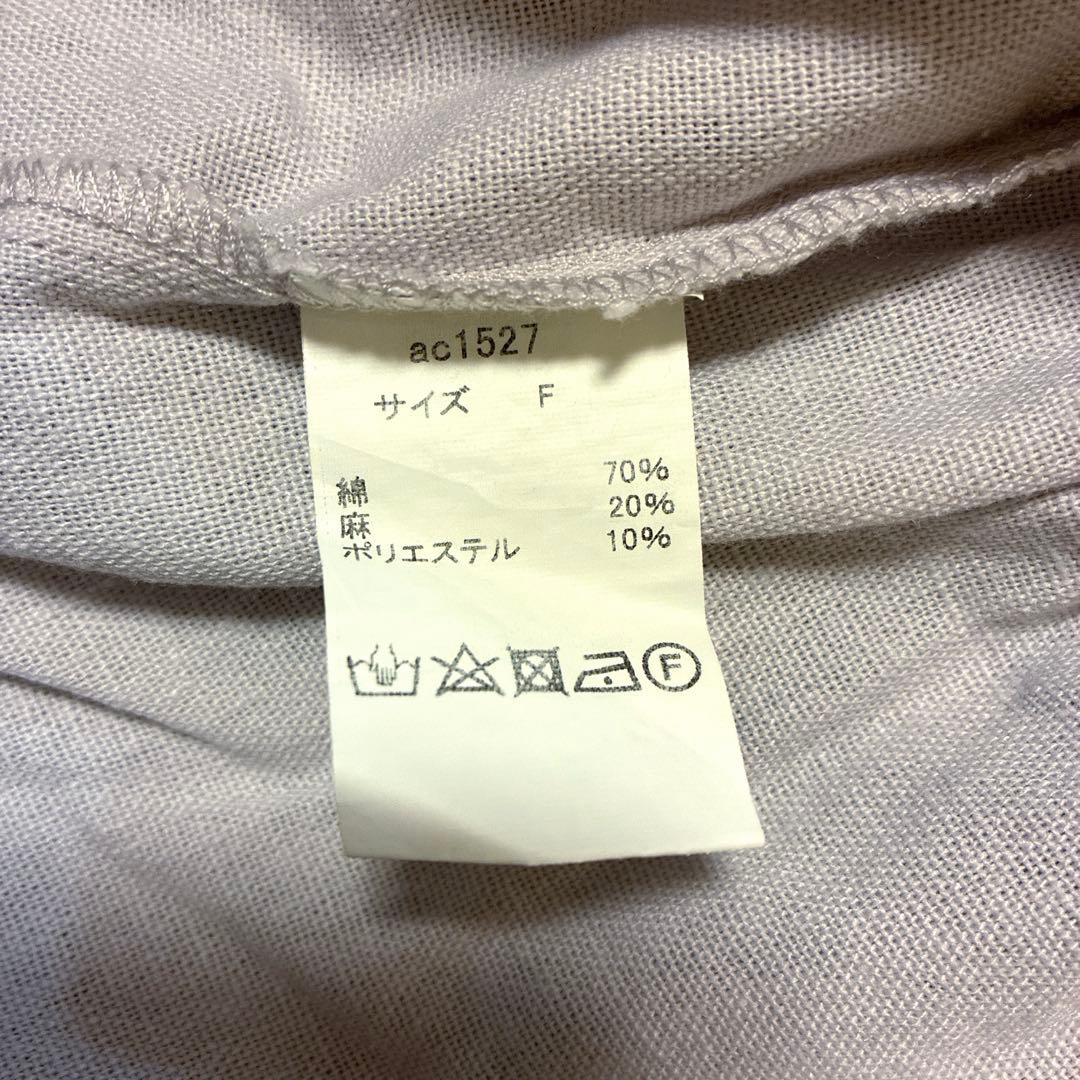 ac1527
サイズ F
綿 70%
麻 20%
ポリエステル 10%
F